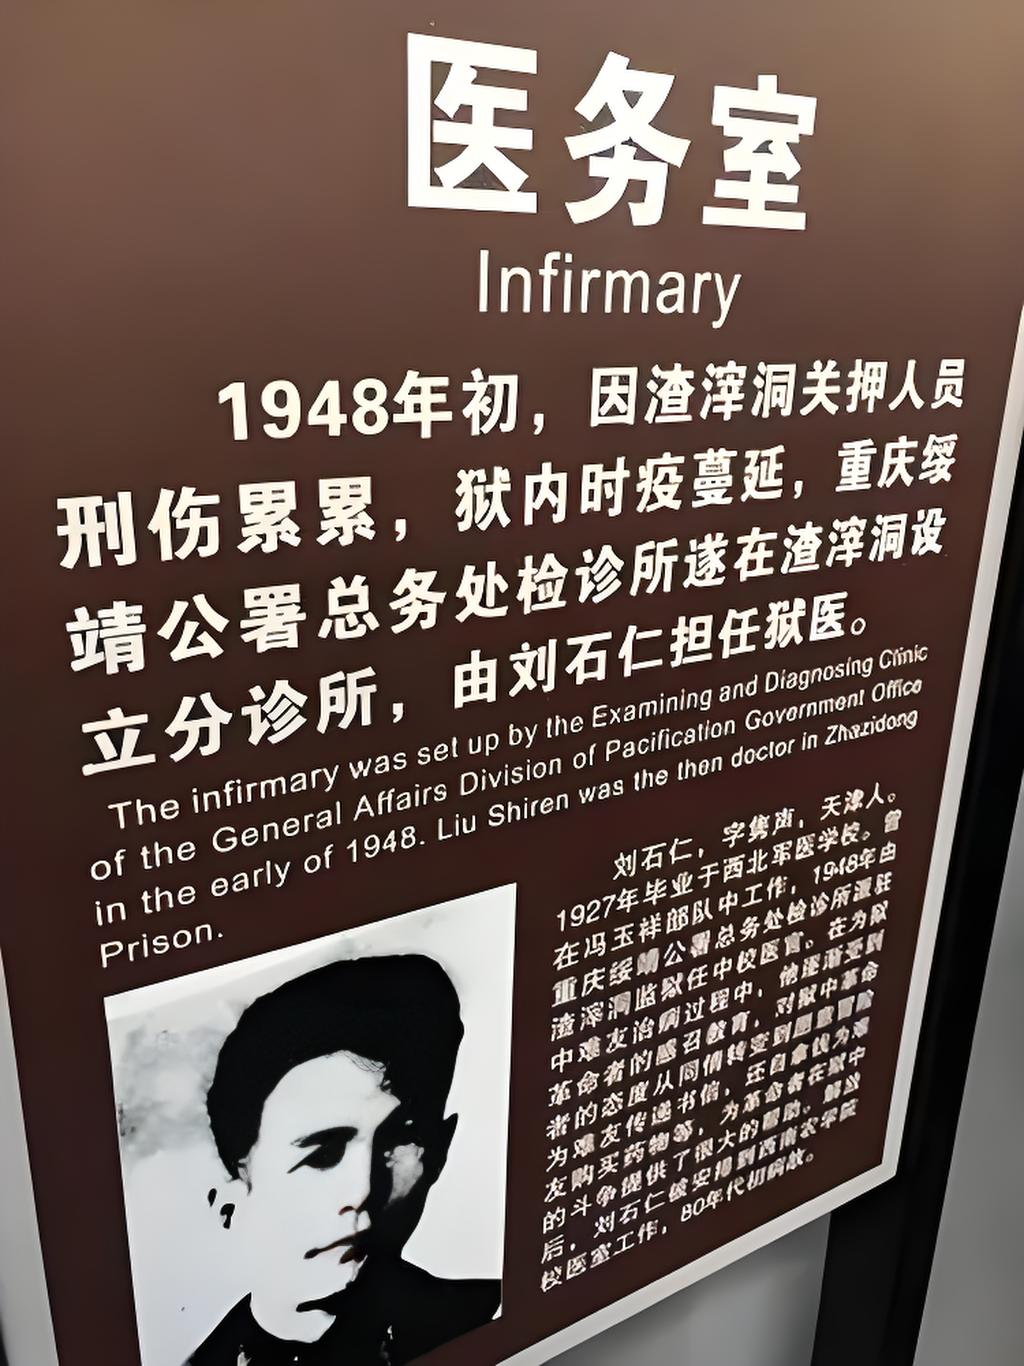 医务室
Infirmary
1948年初，因渣滓洞关押人员
刑伤累累，狱内时疫蔓延，重庆绥
靖公署总务处检诊所遂在渣滓洞设
立分诊所，由刘石仁担任狱医。
The infirmary was set up by the Examining and Diagnosing Clinic
of the General Affairs Division of Pacification Government Office
in the early of 1948. Liu Shiren was the then doctor in Zhazidong
Prison.
刘石仁，字隽声，天津人。
1927年毕业于西北军医学校。曾
在冯玉祥部队中工作，1948年由
重庆绥靖公署总务处检诊所派驻
渣滓洞监狱任中校医官。在为狱
中难友治病过程中，他逐渐受到
革命者的感召教育，对狱中革命
者的态度从同情转变到愿意冒险
为难友传递书信，还自拿钱为难
友购买药物等，为革命者在狱中
的斗争提供了很大的帮助。解放
后，刘石仁被安排到西南农学院
校医室工作，80年代初病故。